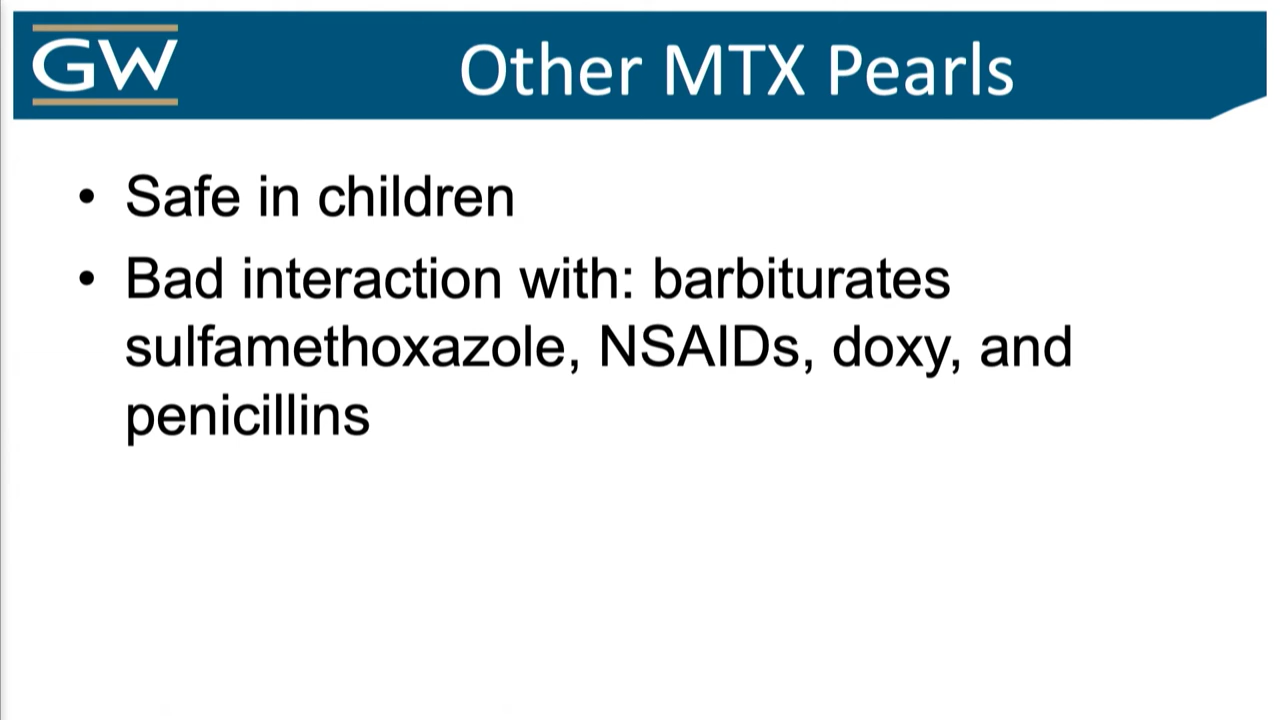 GW
Other MTX Pearls
• Safe in children
• Bad interaction with: barbiturates
sulfamethoxazole, NSAIDs, doxy, and
penicillins